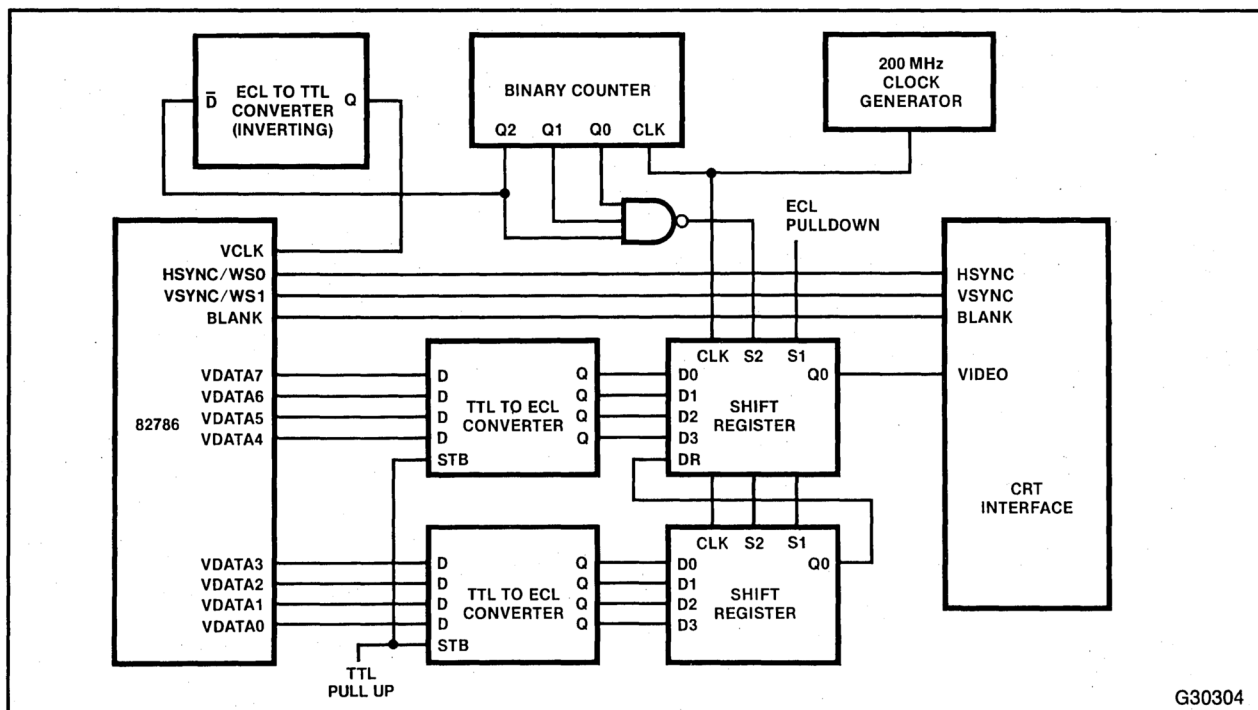 ECL TO TTL
CONVERTER
(INVERTING)
D̅
Q
BINARY COUNTER
Q2 Q1 Q0 CLK
200 MHz
CLOCK
GENERATOR
ECL
PULLDOWN
82786
VCLK
HSYNC/WS0
VSYNC/WS1
BLANK
VDATA7
VDATA6
VDATA5
VDATA4
VDATA3
VDATA2
VDATA1
VDATA0
D
D
D
D
STB
TTL TO ECL
CONVERTER
Q
Q
Q
Q
CLK S2 S1
D0
D1
D2
D3
DR
SHIFT
REGISTER
Q0
D
D
D
D
STB
TTL TO ECL
CONVERTER
Q
Q
Q
Q
CLK S2 S1
D0
D1
D2
D3
SHIFT
REGISTER
Q0
HSYNC
VSYNC
BLANK
VIDEO
CRT
INTERFACE
TTL
PULL UP
G30304